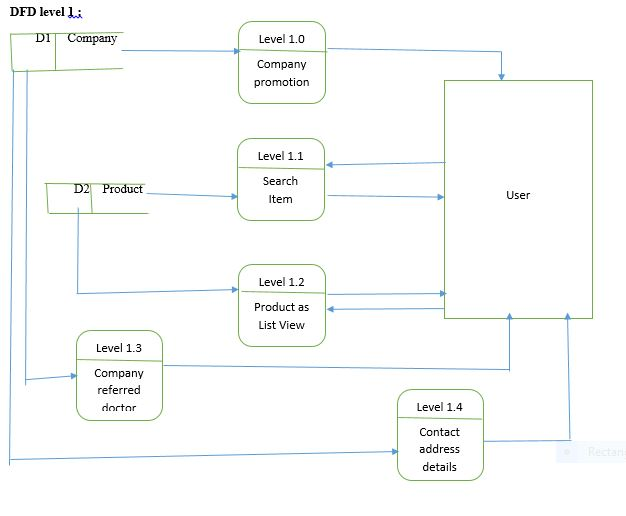 DFD level 1 :
D1 Company
Level 1.0
Company
promotion
Level 1.1
Search
Item
D2 Product
User
Level 1.2
Product as
List View
Level 1.3
Company
referred
doctor
Level 1.4
Contact
address
details